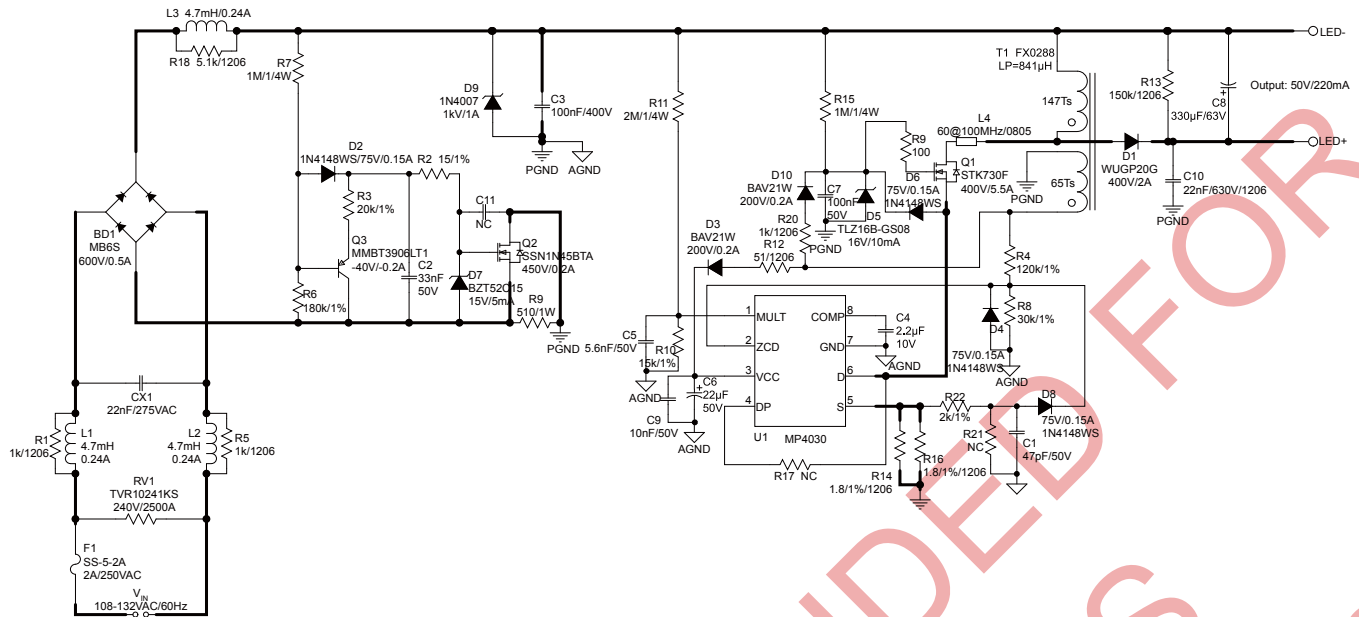 L3 4.7mH/0.24A
R18 5.1k/1206
R7
1M/1/4W
D9
1N4007
1kV/1A
C3
100nF/400V
PGND
AGND
R11
2M/1/4W
R15
1M/1/4W
T1 FX0288
LP=841µH
147Ts
65Ts
PGND
R13
150k/1206
C8
330µF/63V
+
LED-
Output: 50V/220mA
LED+
L4
60@100MHz/0805
R9
100
Q1
STK730F
400V/5.5A
D1
WUGP20G
400V/2A
C10
22nF/630V/1206
PGND
D2
1N4148WS/75V/0.15A
R2 15/1%
R3
20k/1%
Q3
MMBT3906LT1
-40V/-0.2A
C2
33nF
50V
C11
NC
Q2
SSN1N45BTA
450V/0.2A
D7
BZT52C15
15V/5mA
R9
510/1W
PGND
R6
180k/1%
BD1
MB6S
600V/0.5A
D10
BAV21W
200V/0.2A
C7
100nF
50V
PGND
D5
TLZ16B-GS08
16V/10mA
D6
75V/0.15A
1N4148WS
R20
1k/1206
R12
51/1206
D3
BAV21W
200V/0.2A
R4
120k/1%
R8
30k/1%
D4
75V/0.15A
1N4148WS
AGND
1 MULT
2 ZCD
3 VCC
4 DP
COMP 8
GND 7
D 6
S 5
U1 MP4030
C4
2.2µF
10V
AGND
C5
5.6nF/50V
R10
15k/1%
AGND
C6
22µF
50V
+
C9
10nF/50V
AGND
R17 NC
R14
1.8/1%/1206
R16
1.8/1%/1206
R22
2k/1%
R21
NC
C1
47pF/50V
D8
75V/0.15A
1N4148WS
CX1
22nF/275VAC
R1
1k/1206
L1
4.7mH
0.24A
L2
4.7mH
0.24A
R5
1k/1206
RV1
TVR10241KS
240V/2500A
F1
SS-5-2A
2A/250VAC
VIN
108-132VAC/60Hz
NDED FOR